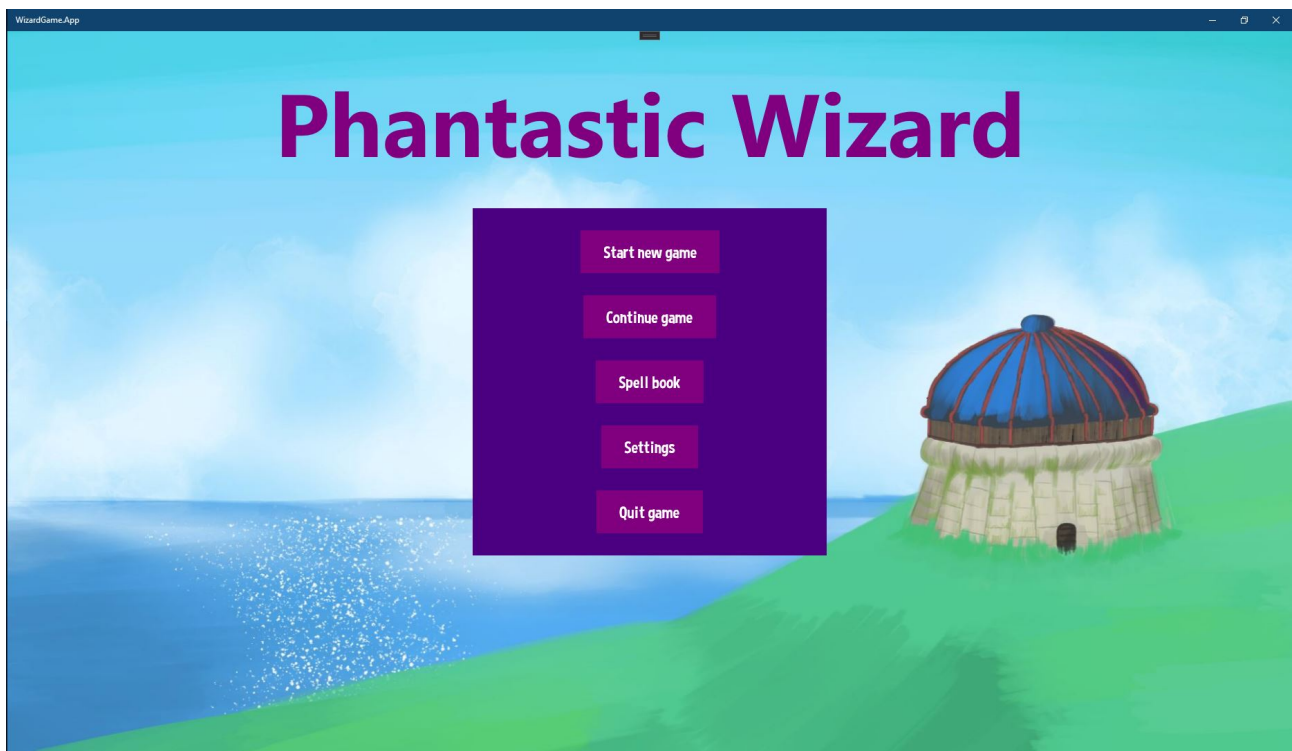 WizardGame.App
Phantastic Wizard
Start new game
Continue game
Spell book
Settings
Quit game